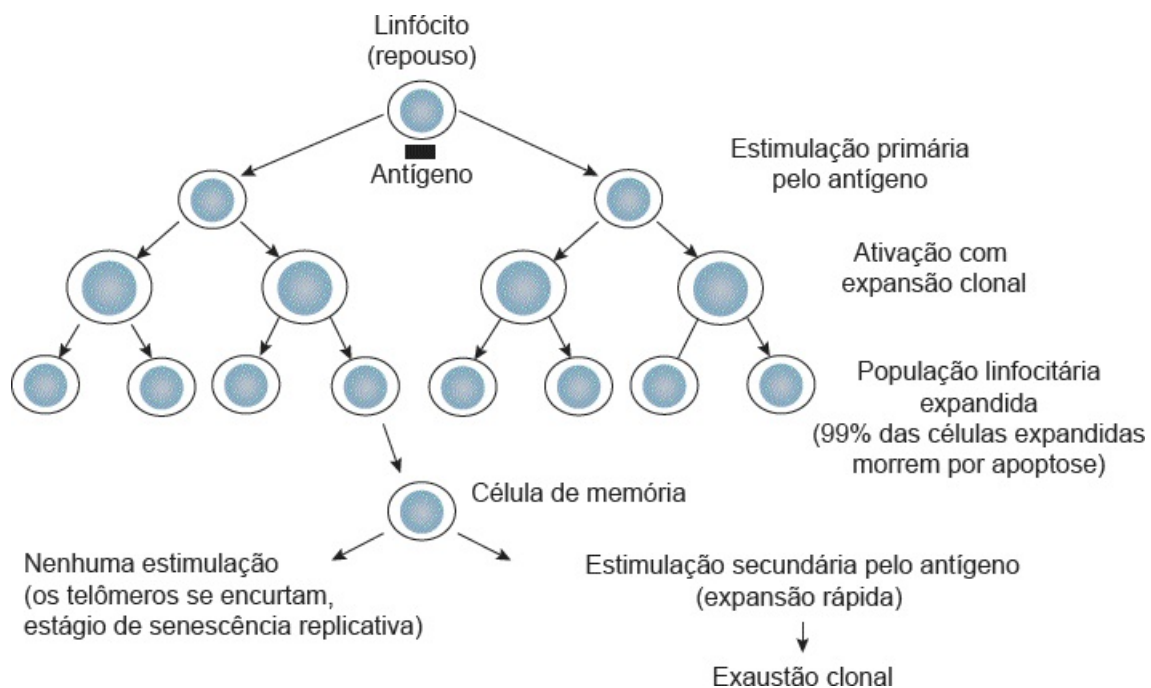 Linfócito
(repouso)
Antígeno
Estimulação primária
pelo antígeno
Ativação com
expansão clonal
População linfocitária
expandida
(99% das células expandidas
morrem por apoptose)
Célula de memória
Nenhuma estimulação
(os telômeros se encurtam,
estágio de senescência replicativa)
Estimulação secundária pelo antígeno
(expansão rápida)
Exaustão clonal